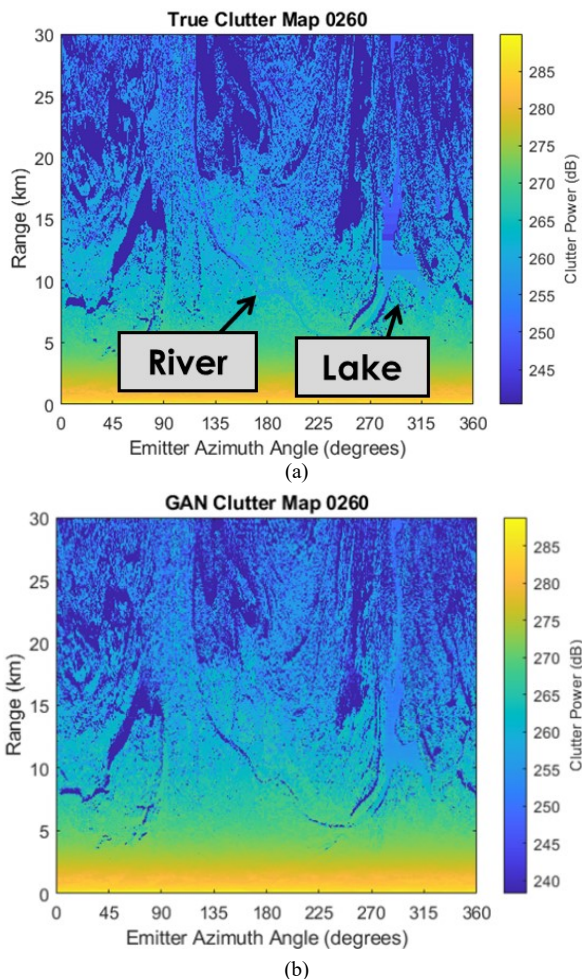 True Clutter Map 0260
30
25
20
15
10
5
0
Range (km)
River
Lake
0 45 90 135 180 225 270 315 360
Emitter Azimuth Angle (degrees)
285
280
275
270
265
260
255
250
245
Clutter Power (dB)
(a)
GAN Clutter Map 0260
30
25
20
15
10
5
0
Range (km)
0 45 90 135 180 225 270 315 360
Emitter Azimuth Angle (degrees)
285
280
275
270
265
260
255
250
245
240
Clutter Power (dB)
(b)